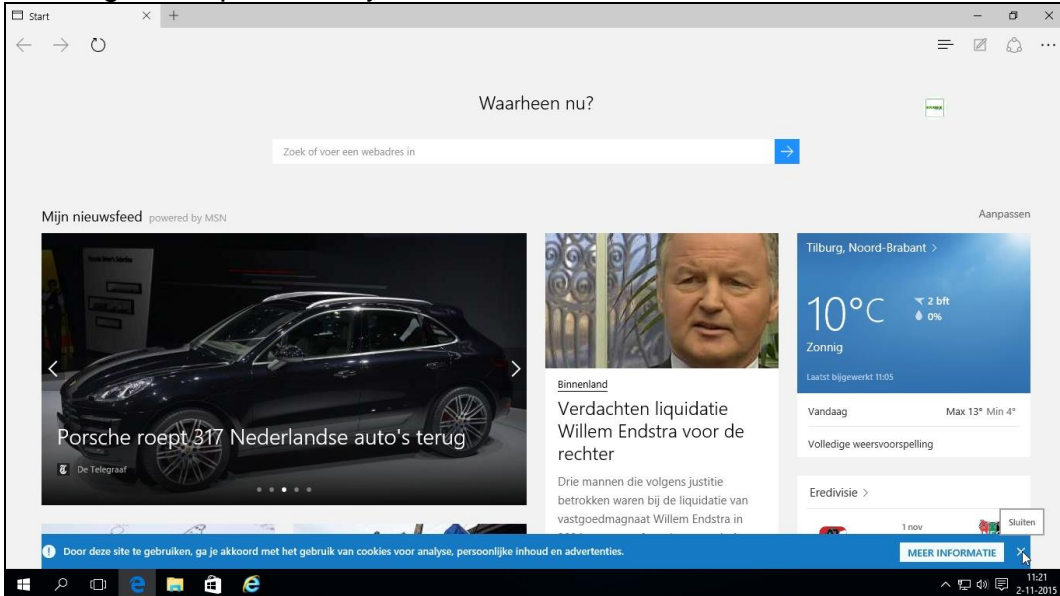 Start
Waarheen nu?
Zoek of voer een webadres in
Mijn nieuwsfeed powered by MSN
Aanpassen
Porsche roept 317 Nederlandse auto's terug
De Telegraaf
Binnenland
Verdachten liquidatie
Willem Endstra voor de
rechter
Drie mannen die volgens justitie
betrokken waren bij de liquidatie van
vastgoedmagnaat Willem Endstra in
Tilburg, Noord-Brabant >
10°C
2 bft
0%
Zonnig
Laatst bijgewerkt 11:05
Vandaag Max 13° Min 4°
Volledige weersvoorspelling
Eredivisie >
1 nov
Sluiten
Door deze site te gebruiken, ga je akkoord met het gebruik van cookies voor analyse, persoonlijke inhoud en advertenties.
MEER INFORMATIE
11:21
2-11-2015